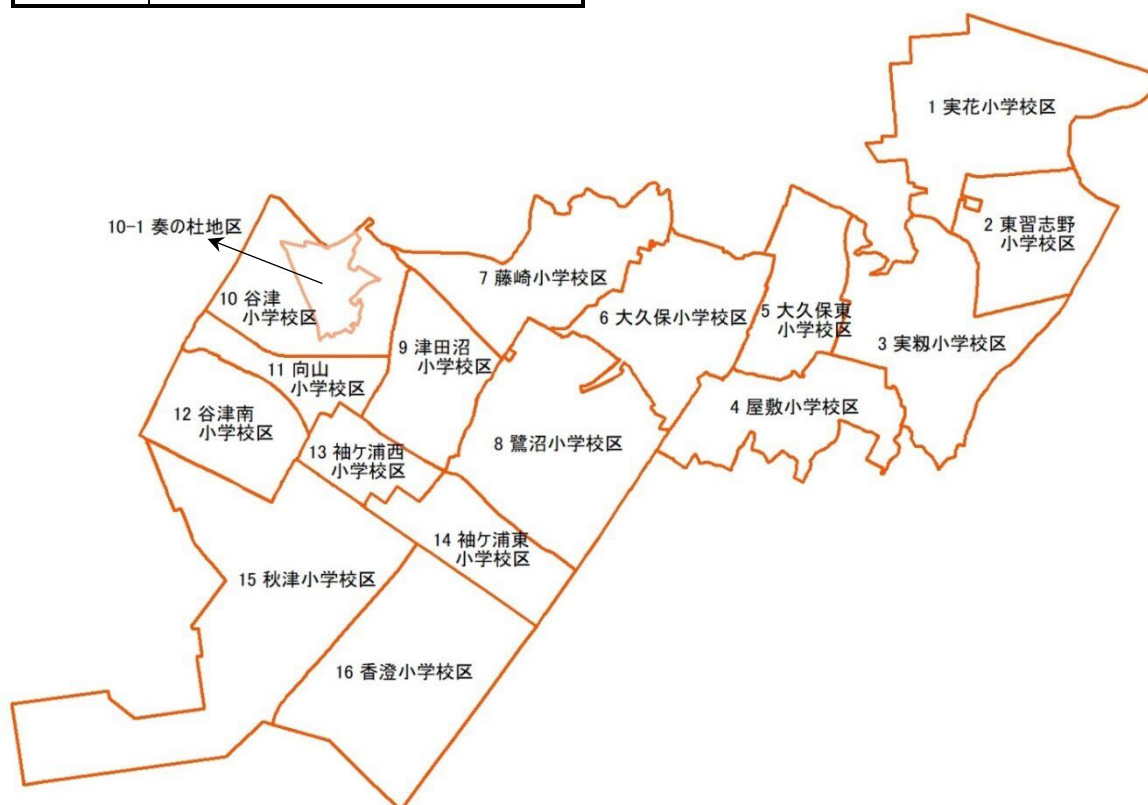 1 実花小学校区
2 東習志野
小学校区
10-1 奏の杜地区
7 藤崎小学校区
10 谷津
小学校区
6 大久保小学校区
5 大久保東
小学校区
3 実籾小学校区
9 津田沼
小学校区
11 向山
小学校区
4 屋敷小学校区
12 谷津南
小学校区
8 鷺沼小学校区
13 袖ケ浦西
小学校区
14 袖ケ浦東
小学校区
15 秋津小学校区
16 香澄小学校区